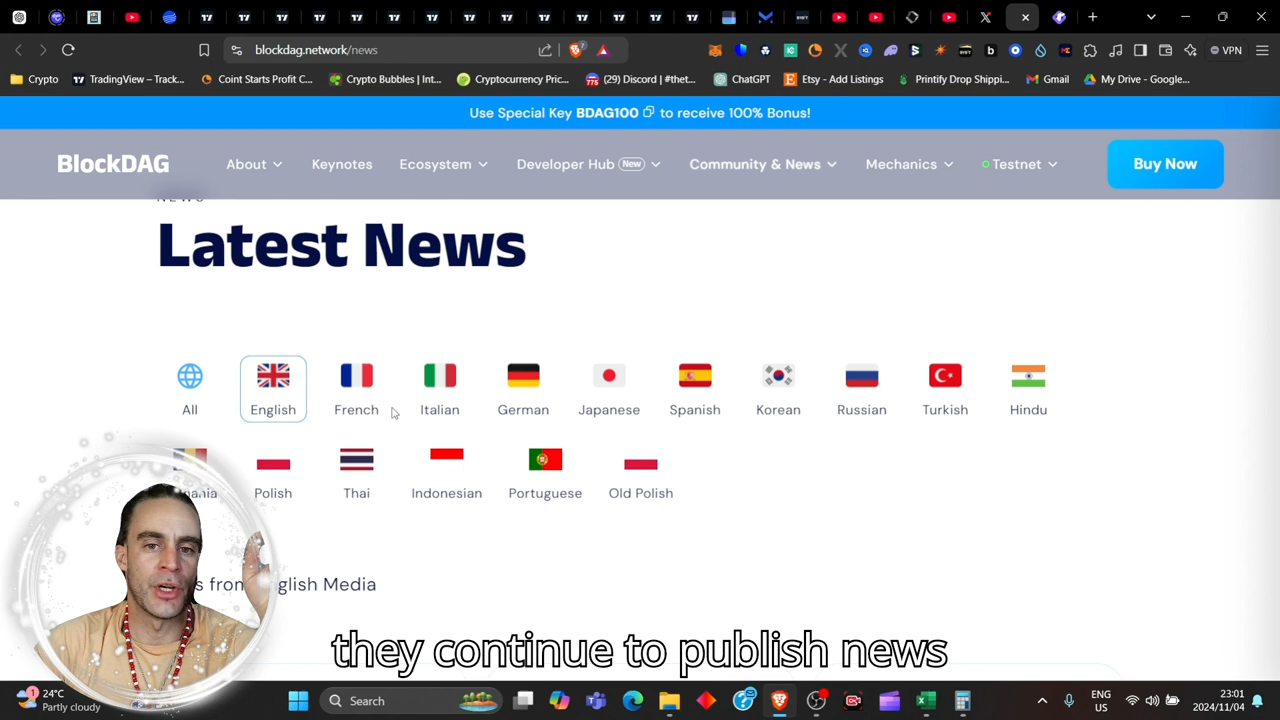 blockdag.network/news
7
VPN
Crypto
TradingView – Track...
Coint Starts Profit C...
Crypto Bubbles | Int...
Cryptocurrency Pric...
(29) Discord | #thet...
ChatGPT
Etsy - Add Listings
Printify Drop Shippi...
Gmail
My Drive - Google...
Use Special Key BDAG100 to receive 100% Bonus!
BlockDAG
About
Keynotes
Ecosystem
Developer Hub New
Community & News
Mechanics
Testnet
Buy Now
NEWS
Latest News
All
English
French
Italian
German
Japanese
Spanish
Korean
Russian
Turkish
Hindu
Polish
Thai
Indonesian
Portuguese
Old Polish
English Media
they continue to publish news
1
24°C
Partly cloudy
Search
ENG
US
23:01
2024/11/04